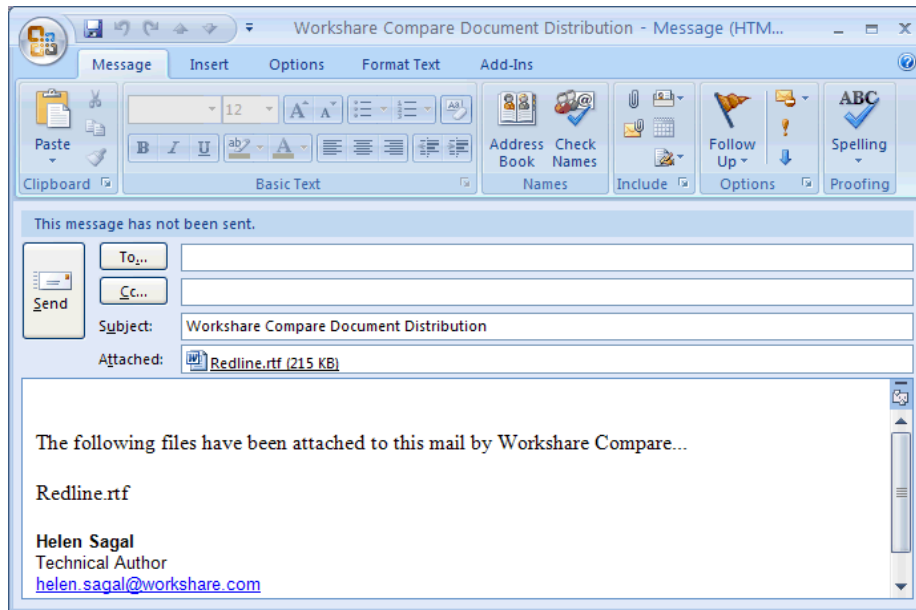 Workshare Compare Document Distribution - Message (HTM...
Message Insert Options Format Text Add-Ins
Paste
Clipboard
12
A A
B I U ab A
Basic Text
Address Book
Check Names
Names
Include
Follow Up
Options
ABC
Spelling
Proofing
This message has not been sent.
Send
To...
Cc...
Subject: Workshare Compare Document Distribution
Attached: Redline.rtf (215 KB)
The following files have been attached to this mail by Workshare Compare...
Redline.rtf
Helen Sagal
Technical Author
helen.sagal@workshare.com